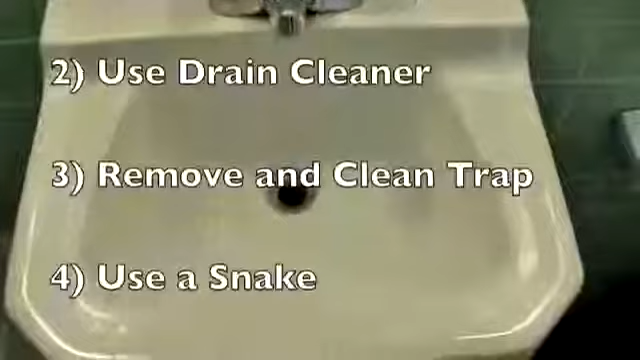 2) Use Drain Cleaner
3) Remove and Clean Trap
4) Use a Snake